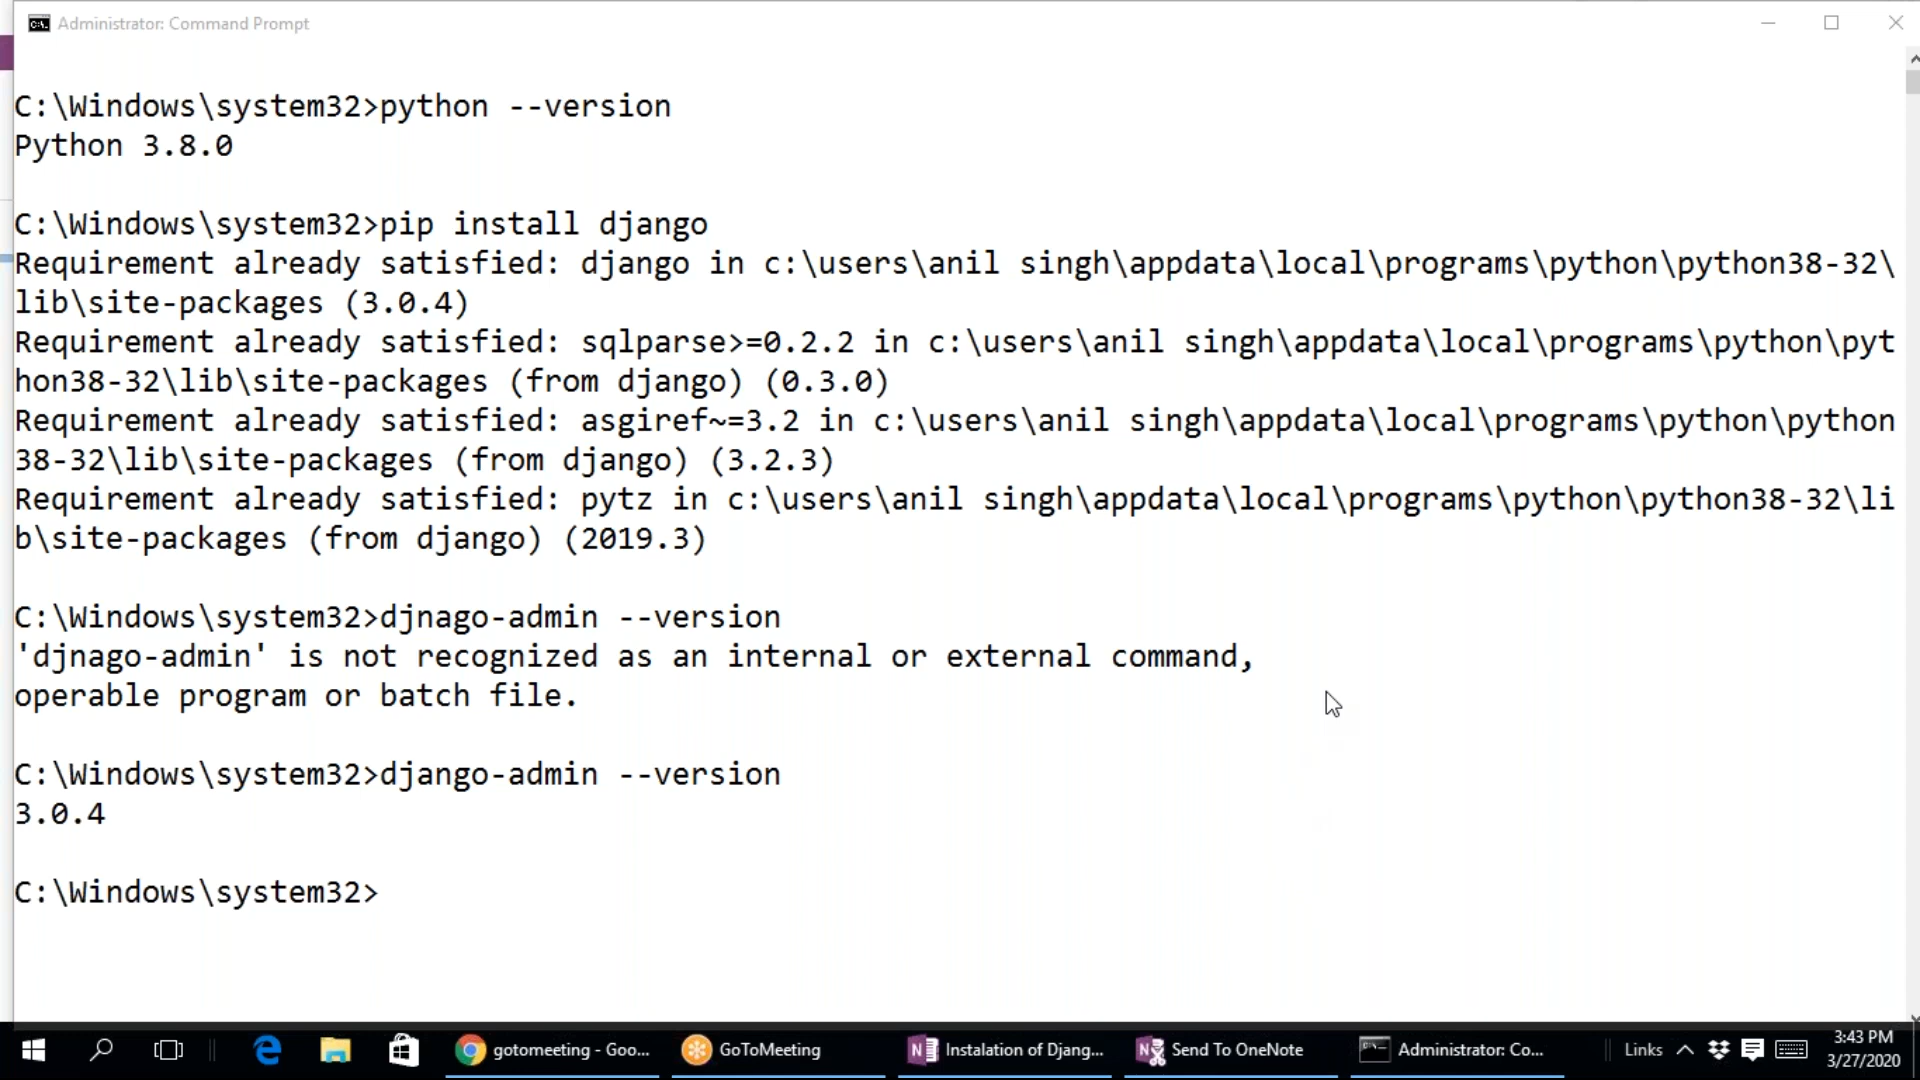 Administrator: Command Prompt
C:\Windows\system32>python --version
Python 3.8.0
C:\Windows\system32>pip install django
Requirement already satisfied: django in c:\users\anil singh\appdata\local\programs\python\python38-32\
lib\site-packages (3.0.4)
Requirement already satisfied: sqlparse>=0.2.2 in c:\users\anil singh\appdata\local\programs\python\pyt
hon38-32\lib\site-packages (from django) (0.3.0)
Requirement already satisfied: asgiref~=3.2 in c:\users\anil singh\appdata\local\programs\python\python
38-32\lib\site-packages (from django) (3.2.3)
Requirement already satisfied: pytz in c:\users\anil singh\appdata\local\programs\python\python38-32\li
b\site-packages (from django) (2019.3)
C:\Windows\system32>djnago-admin --version
'djnago-admin' is not recognized as an internal or external command,
operable program or batch file.
C:\Windows\system32>django-admin --version
3.0.4
C:\Windows\system32>
gotomeeting - Goo... GoToMeeting Instalation of Djang... Send To OneNote Administrator: Co... Links 3:43 PM
3/27/2020